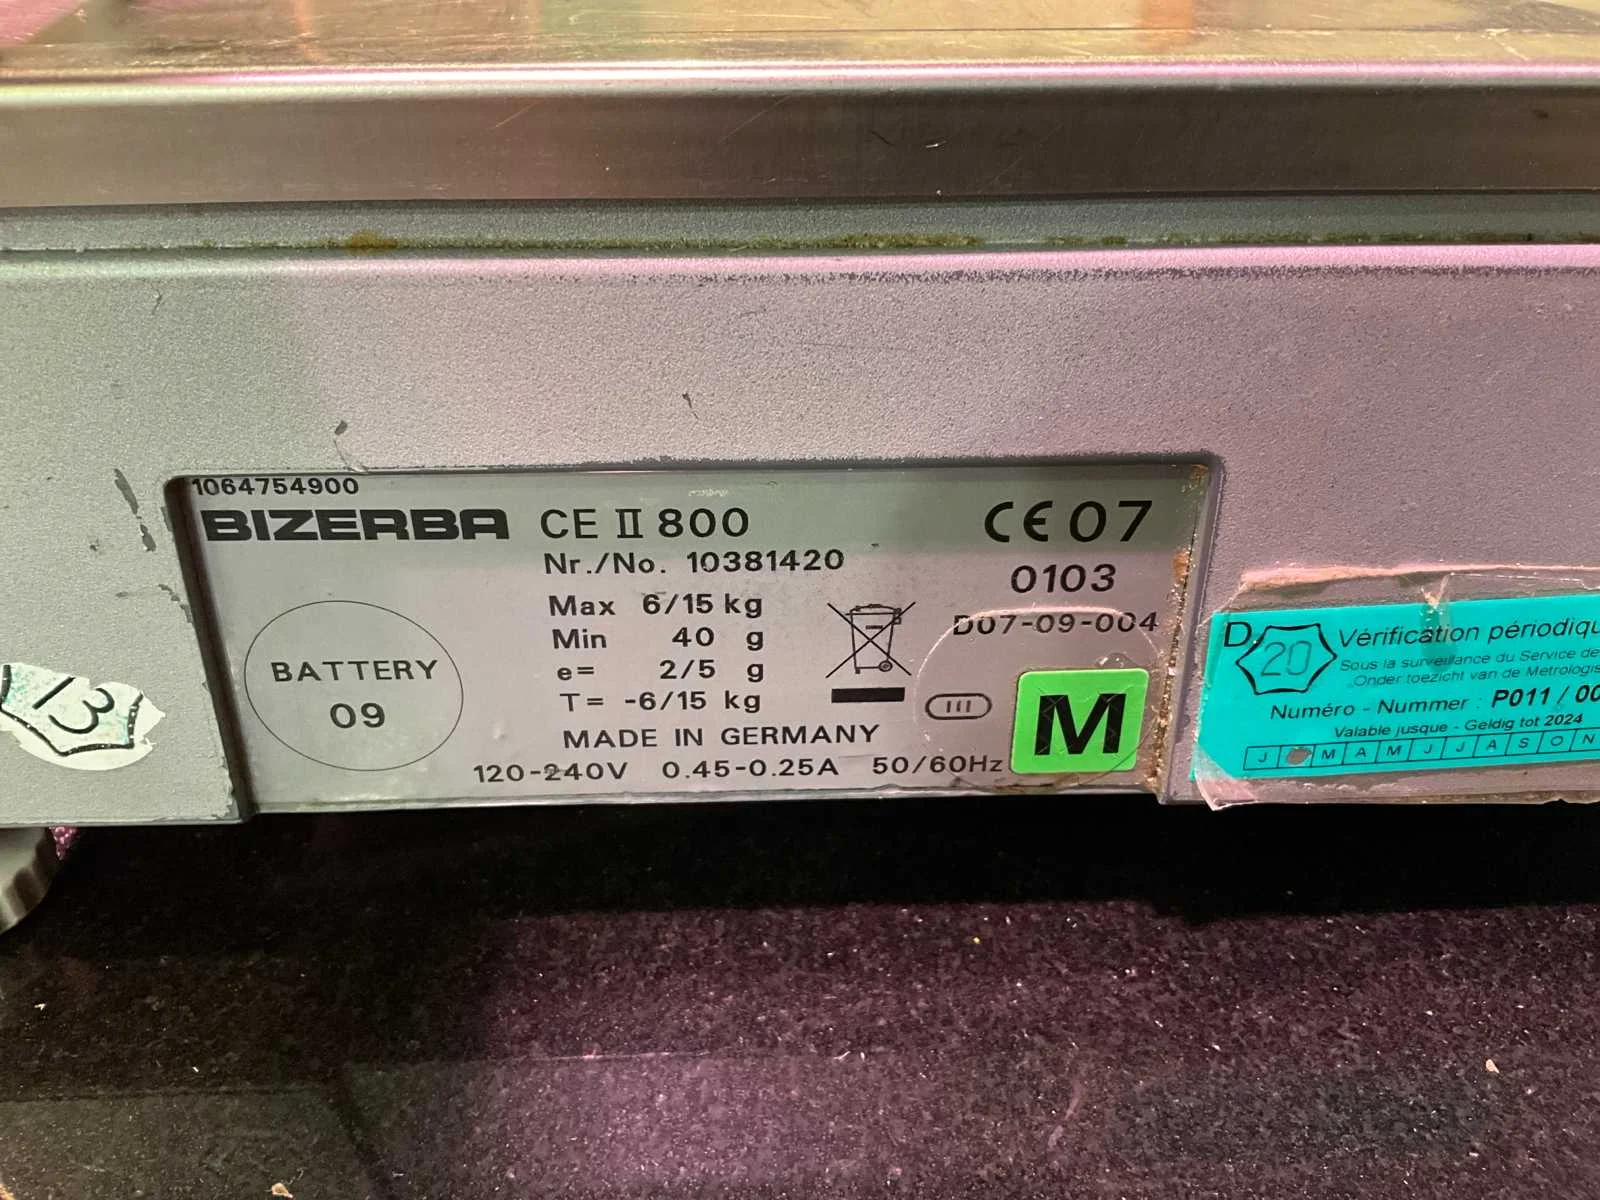 1064754900
BIZERBA CE II 800
Nr./No. 10381420
Max 6/15 kg
Min 40 g
e= 2/5 g
T= -6/15 kg
MADE IN GERMANY
120-240V 0.45-0.25A 50/60Hz
BATTERY
09
CE 07
0103
D07-09-004
III
M
13
D 20
Vérification périodiqu
Sous la surveillance du Service de
Onder toezicht van de Metrologis
Numéro - Nummer : P011 / 00
Valable jusque - Geldig tot 2024
J M A M J J A S O N